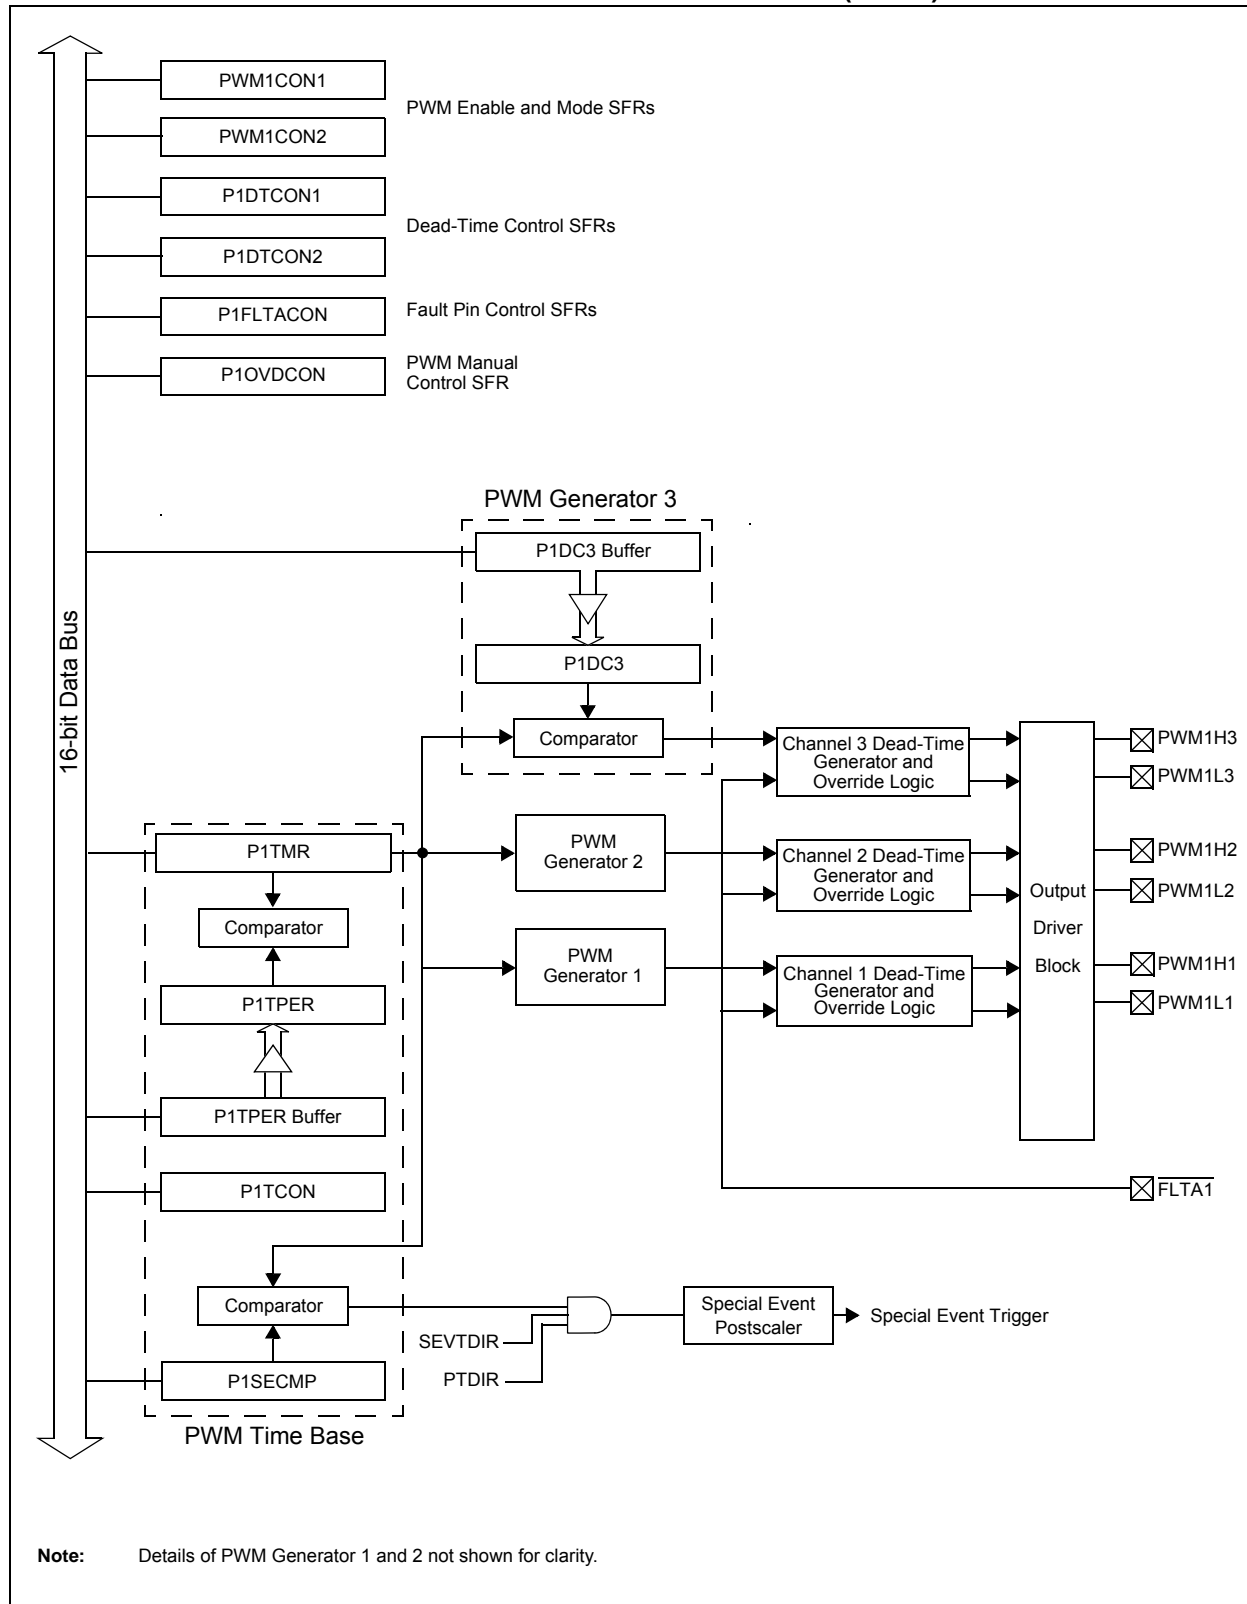 PWM1CON1
PWM Enable and Mode SFRs
PWM1CON2
P1DTCON1
Dead-Time Control SFRs
P1DTCON2
P1FLTACON
Fault Pin Control SFRs
P1OVDCON
PWM Manual
Control SFR
16-bit Data Bus
PWM Generator 3
P1DC3 Buffer
P1DC3
Comparator
Channel 3 Dead-Time
Generator and
Override Logic
PWM1H3
PWM1L3
P1TMR
PWM
Generator 2
Channel 2 Dead-Time
Generator and
Override Logic
PWM1H2
PWM1L2
Output
Driver
Block
Comparator
PWM
Generator 1
Channel 1 Dead-Time
Generator and
Override Logic
PWM1H1
PWM1L1
P1TPER
P1TPER Buffer
P1TCON
FLTA1
Comparator
SEVTDIR
PTDIR
Special Event
Postscaler
Special Event Trigger
P1SECMP
PWM Time Base
Note: Details of PWM Generator 1 and 2 not shown for clarity.